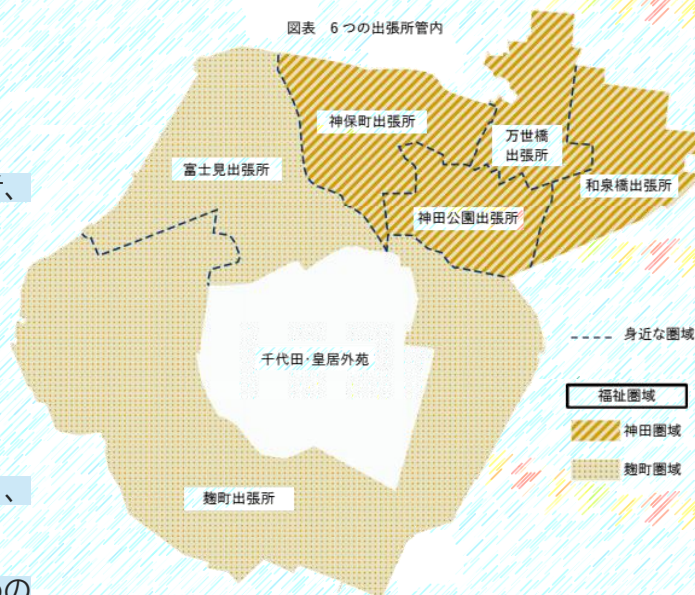 図表 6つの出張所管内
神保町出張所
万世橋
出張所
富士見出張所
和泉橋出張所
、
神田公園出張所
身近な圏域
千代田・皇居外苑
福祉圏域
神田圏域
麹町圏域
麹町出張所
、
の